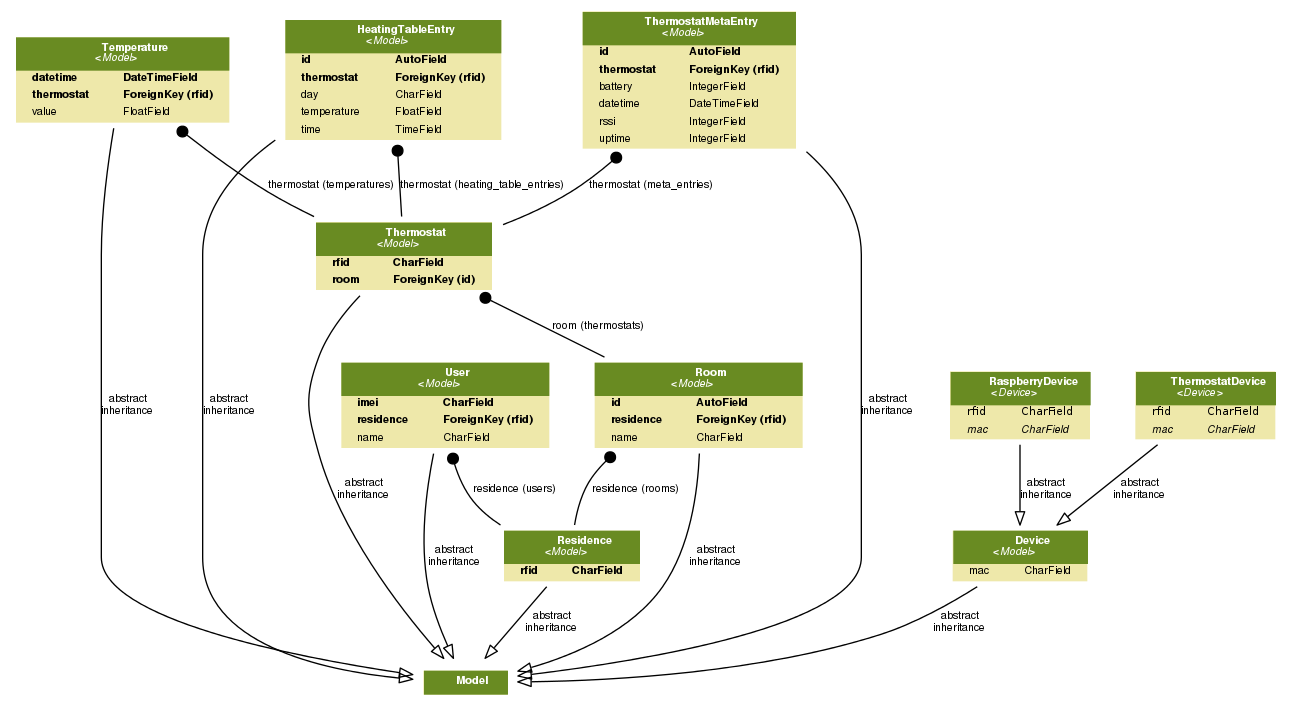 Temperature
<Model>
datetime DateTimeField
thermostat ForeignKey (rfid)
value FloatField
HeatingTableEntry
<Model>
id AutoField
thermostat ForeignKey (rfid)
day CharField
temperature FloatField
time TimeField
ThermostatMetaEntry
<Model>
id AutoField
thermostat ForeignKey (rfid)
battery IntegerField
datetime DateTimeField
rssi IntegerField
uptime IntegerField
thermostat (temperatures)
thermostat (heating_table_entries)
thermostat (meta_entries)
Thermostat
<Model>
rfid CharField
room ForeignKey (id)
room (thermostats)
abstract
inheritance
abstract
inheritance
User
<Model>
imei CharField
residence ForeignKey (rfid)
name CharField
Room
<Model>
id AutoField
residence ForeignKey (rfid)
name CharField
abstract
inheritance
RaspberryDevice
<Device>
rfid CharField
mac CharField
ThermostatDevice
<Device>
rfid CharField
mac CharField
abstract
inheritance
residence (users)
residence (rooms)
abstract
inheritance
abstract
inheritance
abstract
inheritance
Residence
<Model>
rfid CharField
abstract
inheritance
Device
<Model>
mac CharField
abstract
inheritance
abstract
inheritance
Model